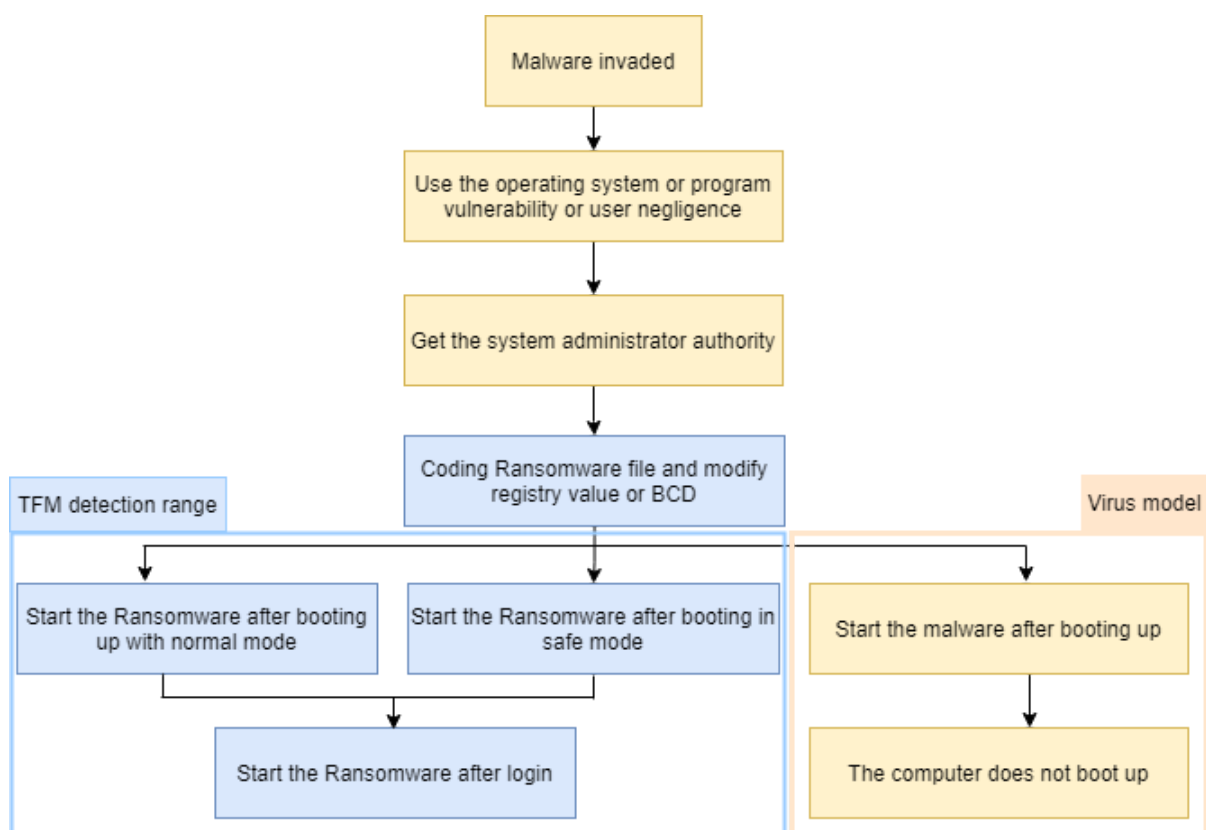 Malware invaded
Use the operating system or program
vulnerability or user negligence
Get the system administrator authority
Coding Ransomware file and modify
registry value or BCD
TFM detection range
Virus model
Start the Ransomware after booting
up with normal mode
Start the Ransomware after booting in
safe mode
Start the malware after booting up
Start the Ransomware after login
The computer does not boot up